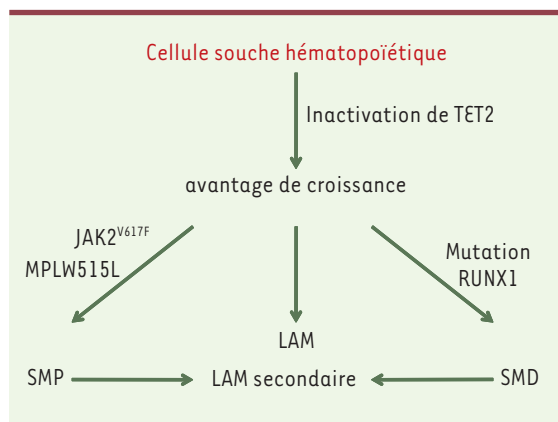 Cellule souche hématopoïétique
Inactivation de TET2
avantage de croissance
JAK2V617F
MPLW515L
Mutation
RUNX1
LAM
SMP
LAM secondaire
SMD